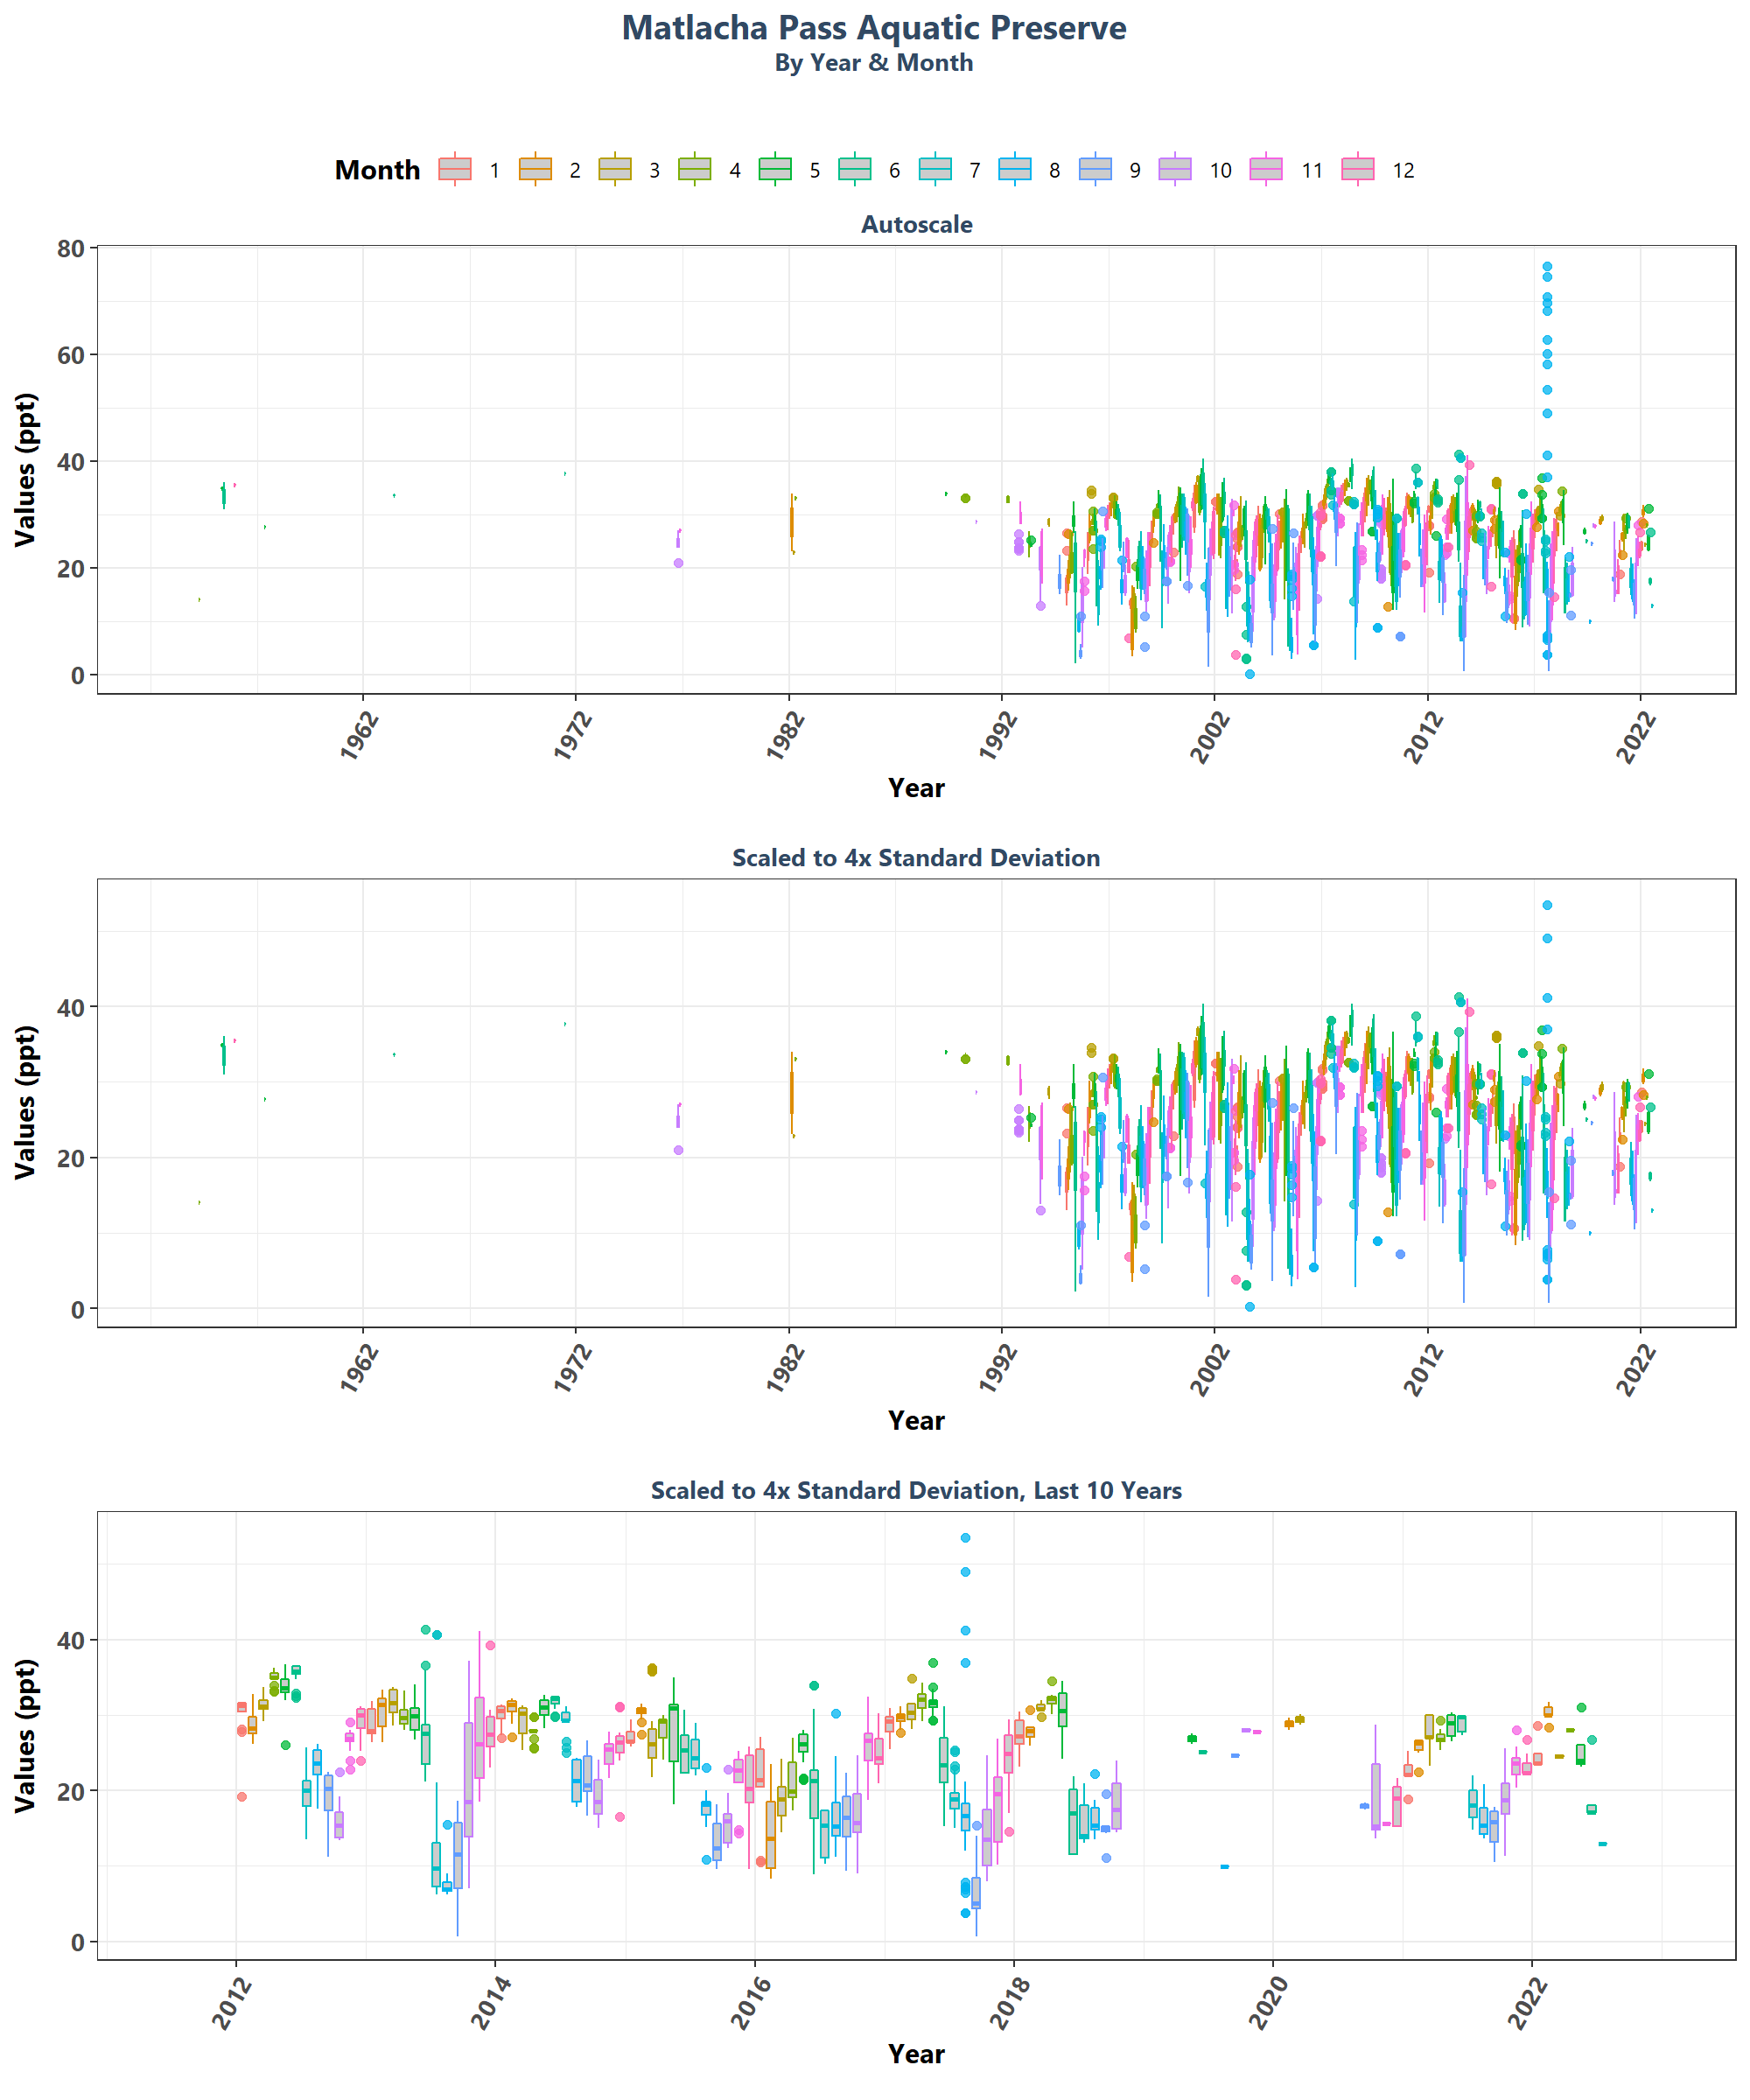 Matlacha Pass Aquatic Preserve
By Year & Month
Month 1 2 3 4 5 6 7 8 9 10 11 12
Autoscale
80
60
40
20
0
Values (ppt)
1962 1972 1982 1992 2002 2012 2022
Year
Scaled to 4x Standard Deviation
40
20
0
Values (ppt)
1962 1972 1982 1992 2002 2012 2022
Year
Scaled to 4x Standard Deviation, Last 10 Years
40
20
0
Values (ppt)
2012 2014 2016 2018 2020 2022
Year